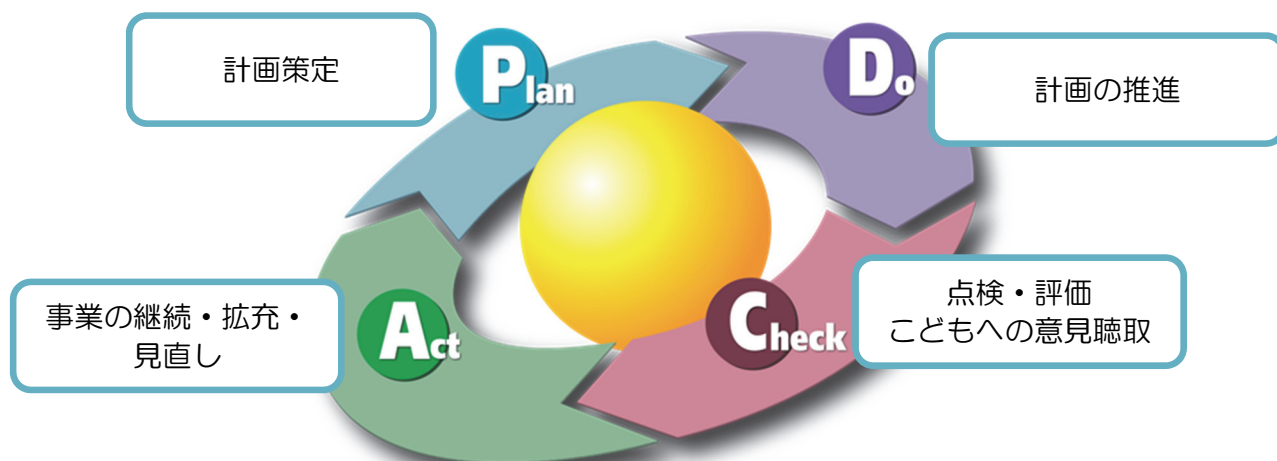 計画策定
Plan
Do
計画の推進
事業の継続・拡充・
見直し
Act
Check
点検・評価
こどもへの意見聴取